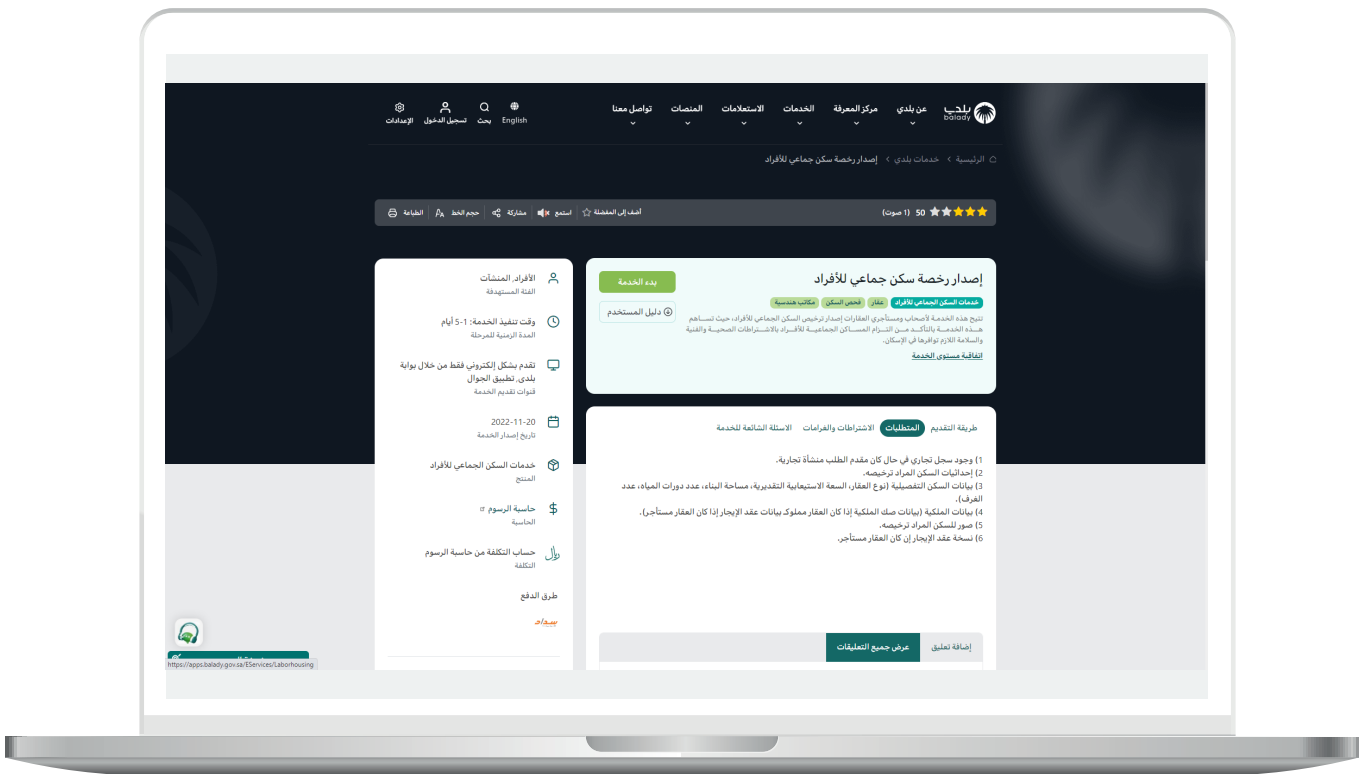 بلدي
balady
عن بلدي
مركز المعرفة
الخدمات
الاستعلامات
المنصات
تواصل معنا
English
بحث
تسجيل الدخول
الإعدادات
الرئيسية › خدمات بلدي › إصدار رخصة سكن جماعي للأفراد
50 (1 صوت)
أضف إلى المفضلة
استمع
مشاركة
حجم الخط
الطباعة
إصدار رخصة سكن جماعي للأفراد
بدء الخدمة
دليل المستخدم
خدمات السكن الجماعي للأفراد
عقار
فحص السكن
مكاتب هندسية
تتيح هذه الخدمة لأصحاب ومستأجري العقارات إصدار ترخيص السكن الجماعي للأفراد، حيث تساهم
هذه الخدمة بالتأكد من التزام المساكن الجماعية للأفراد بالاشتراطات الصحية والفنية
والسلامة اللازم توافرها في الإسكان.
اتفاقية مستوى الخدمة
طريقة التقديم
المتطلبات
الاشتراطات والغرامات
الاسئلة الشائعة للخدمة
1) وجود سجل تجاري في حال كان مقدم الطلب منشأة تجارية.
2) إحداثيات السكن المراد ترخيصه.
3) بيانات السكن التفصيلية (نوع العقار، السعة الاستيعابية التقديرية، مساحة البناء، عدد دورات المياه، عدد
الغرف).
4) بيانات الملكية (بيانات صك الملكية إذا كان العقار مملوك بيانات عقد الإيجار إذا كان العقار مستأجر).
5) صور للسكن المراد ترخيصه.
6) نسخة عقد الإيجار إن كان العقار مستأجر.
إضافة تعليق
عرض جميع التعليقات
الأفراد, المنشآت
الفئة المستهدفة
وقت تنفيذ الخدمة: 1-5 أيام
المدة الزمنية للمرحلة
تقدم بشكل إلكتروني فقط من خلال بوابة
بلدي, تطبيق الجوال
قنوات تقديم الخدمة
2022-11-20
تاريخ إصدار الخدمة
خدمات السكن الجماعي للأفراد
المنتج
حاسبة الرسوم
الحاسبة
حساب التكلفة من حاسبة الرسوم
التكلفة
طرق الدفع
سداد
https://apps.balady.gov.sa/EServices/Laborhousing